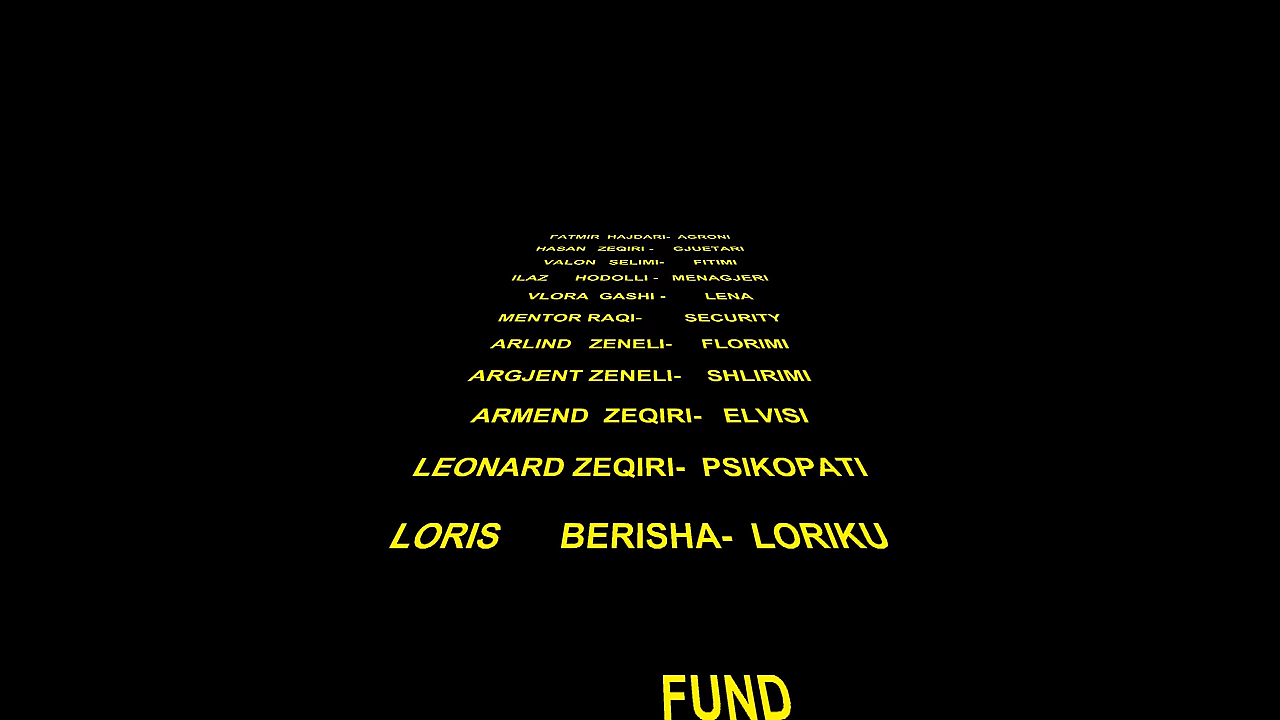 FATMIR HAJDARI- AGRONI
HASAN ZEQIRI - GJUETARI
VALON SELIMI- FITIMI
ILAZ HODOLLI - MENAGJERI
VLORA GASHI - LENA
MENTOR RAQI- SECURITY
ARLIND ZENELI- FLORIMI
ARGJENT ZENELI- SHLIRIMI
ARMEND ZEQIRI- ELVISI
LEONARD ZEQIRI- PSIKOPATI
LORIS BERISHA- LORIKU
FUND